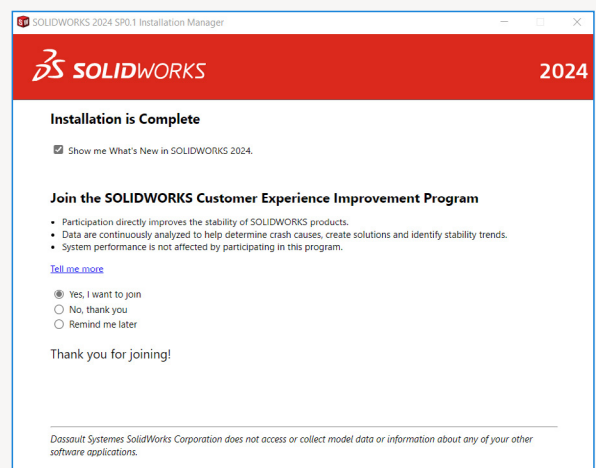 SOLIDWORKS 2024 SP0.1 Installation Manager
SOLIDWORKS
2024
Installation is Complete
Show me What's New in SOLIDWORKS 2024.
Join the SOLIDWORKS Customer Experience Improvement Program
• Participation directly improves the stability of SOLIDWORKS products.
• Data are continuously analyzed to help determine crash causes, create solutions and identify stability trends.
• System performance is not affected by participating in this program.
Tell me more
Yes, I want to join
No, thank you
Remind me later
Thank you for joining!
Dassault Systemes SolidWorks Corporation does not access or collect model data or information about any of your other
software applications.